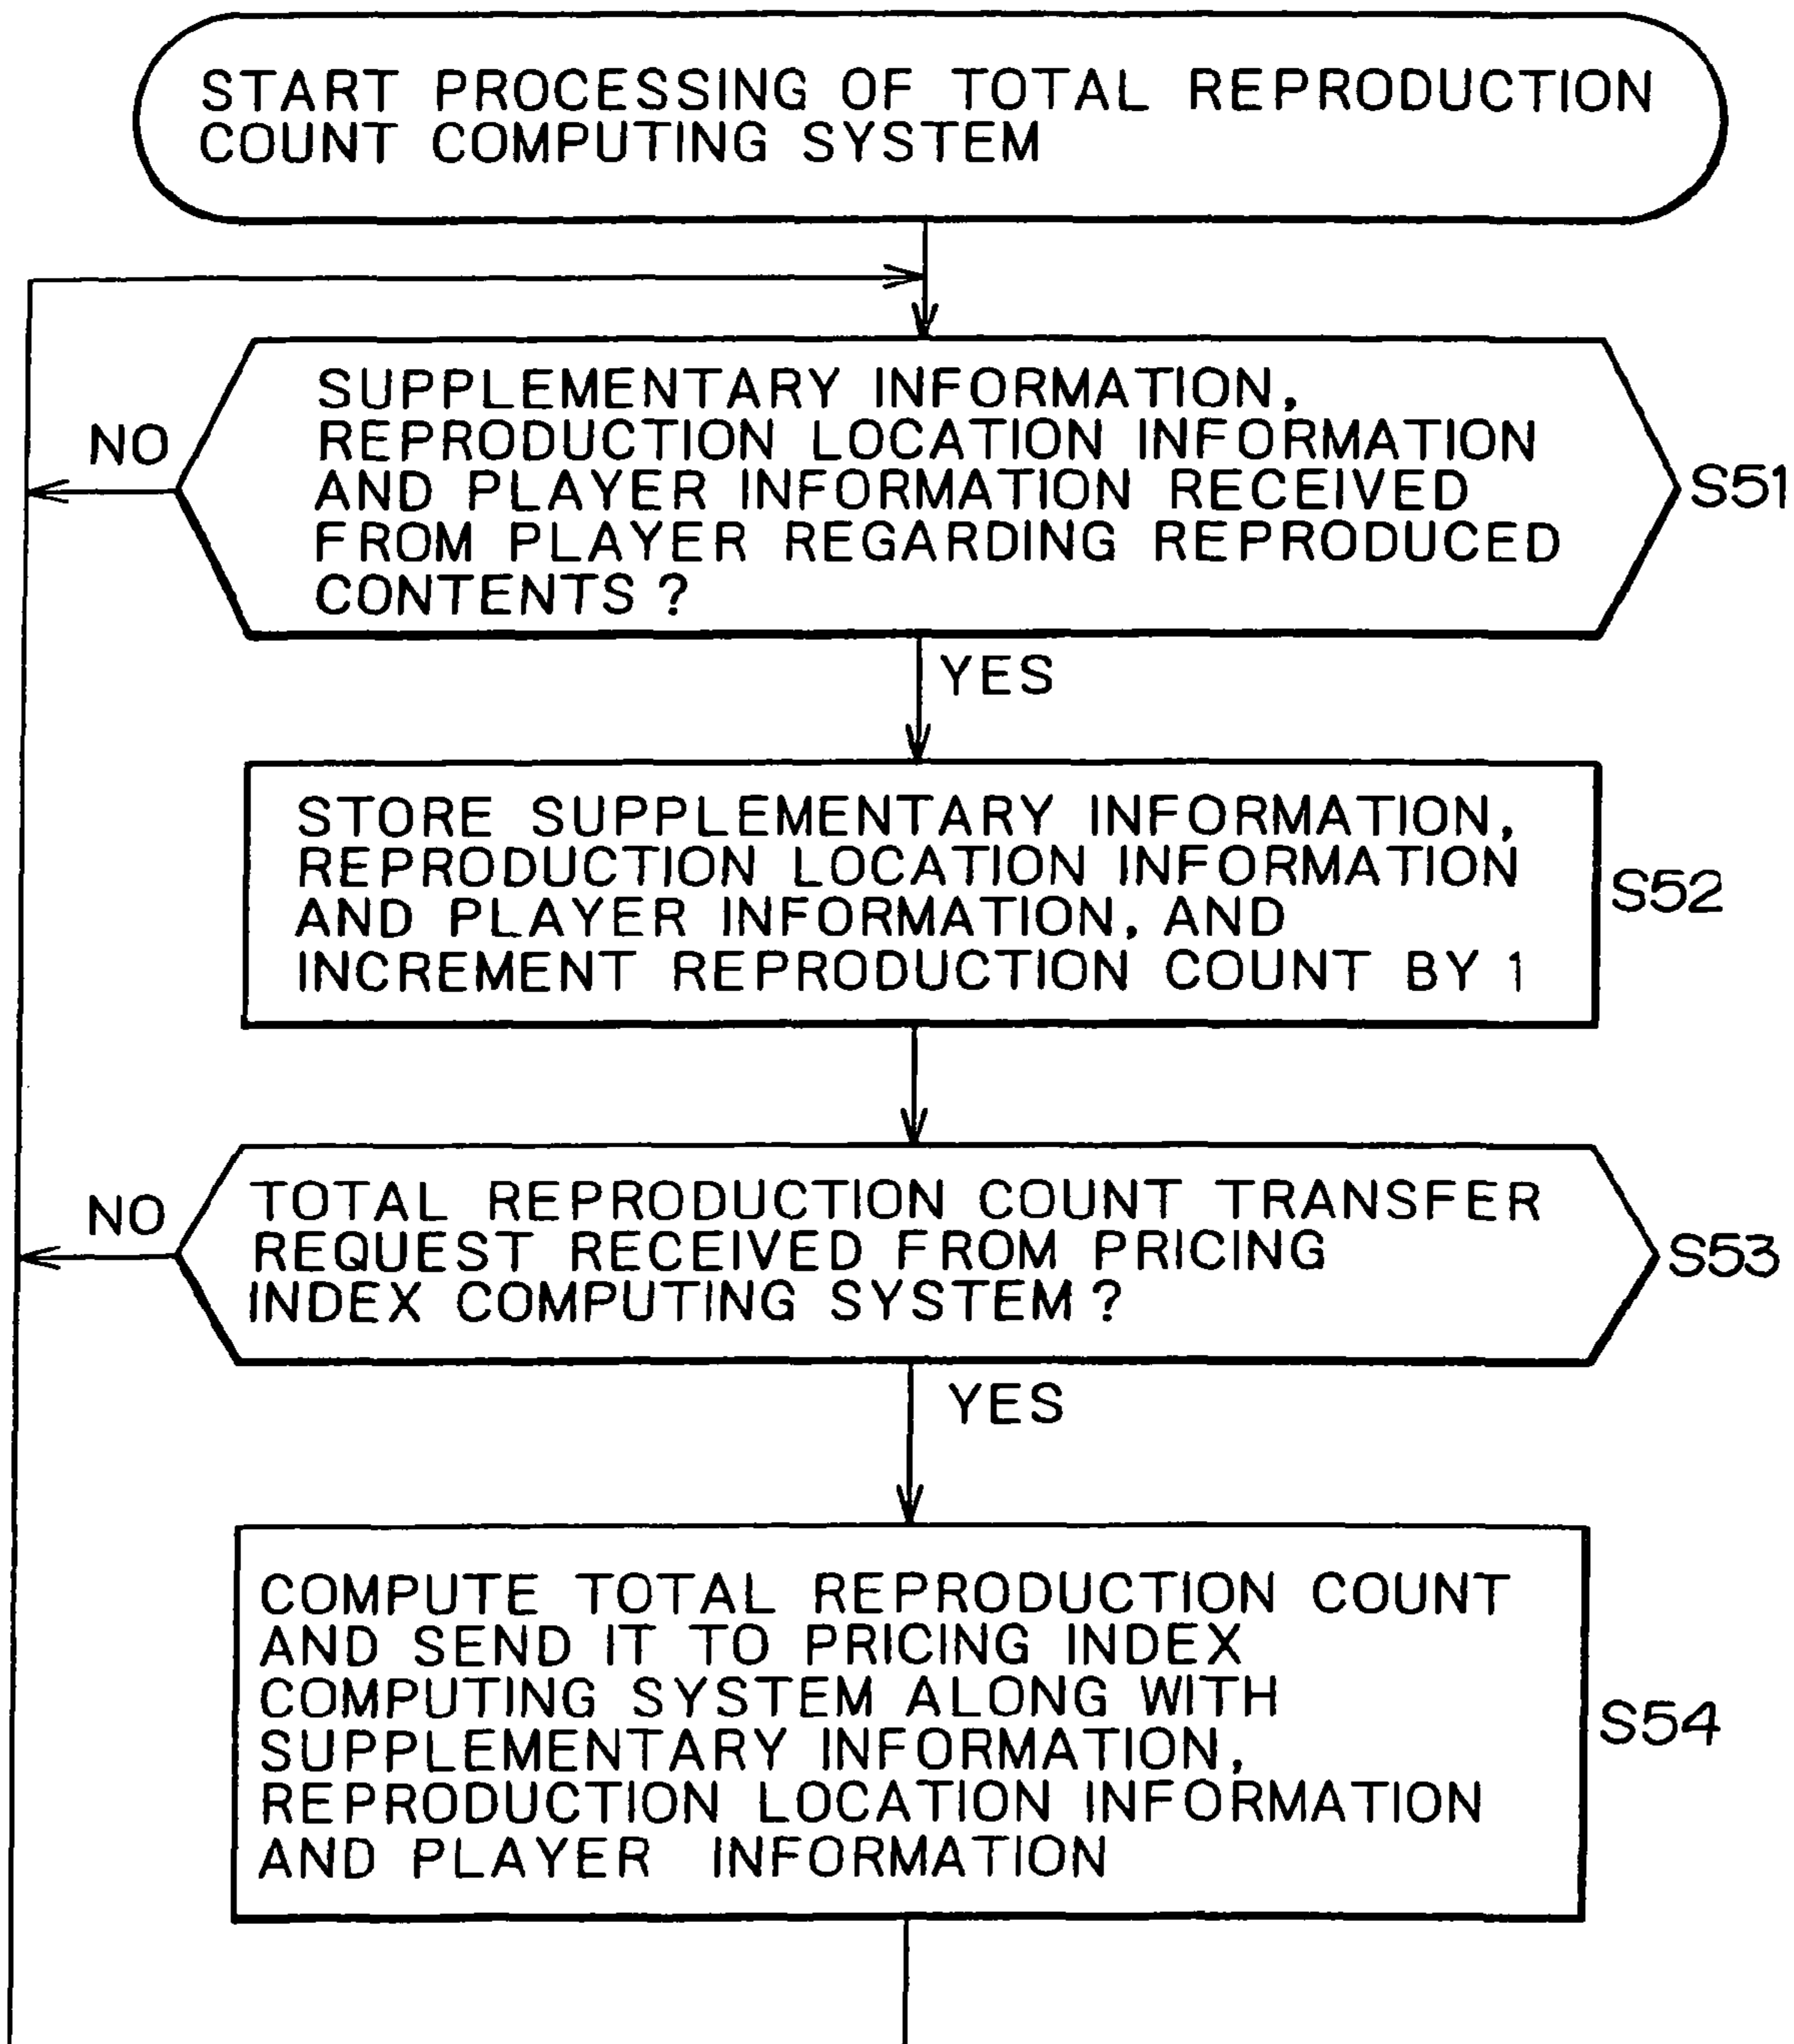 START PROCESSING OF TOTAL REPRODUCTION
COUNT COMPUTING SYSTEM
SUPPLEMENTARY INFORMATION,
REPRODUCTION LOCATION INFORMATION
AND PLAYER INFORMATION RECEIVED
FROM PLAYER REGARDING REPRODUCED
CONTENTS ?
NO
S51
YES
STORE SUPPLEMENTARY INFORMATION,
REPRODUCTION LOCATION INFORMATION
AND PLAYER INFORMATION, AND
INCREMENT REPRODUCTION COUNT BY 1
S52
TOTAL REPRODUCTION COUNT TRANSFER
REQUEST RECEIVED FROM PRICING
INDEX COMPUTING SYSTEM ?
NO
S53
YES
COMPUTE TOTAL REPRODUCTION COUNT
AND SEND IT TO PRICING INDEX
COMPUTING SYSTEM ALONG WITH
SUPPLEMENTARY INFORMATION,
REPRODUCTION LOCATION INFORMATION
AND PLAYER INFORMATION
S54